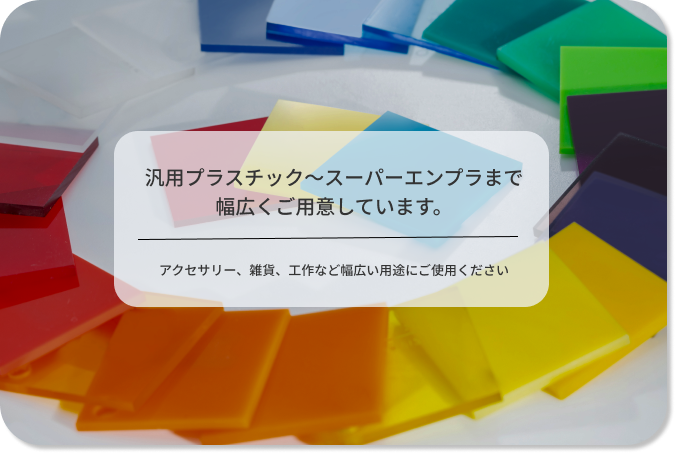 汎用プラスチック～スーパーエンプラまで
幅広くご用意しています。
アクセサリー、雑貨、工作など幅広い用途にご使用ください